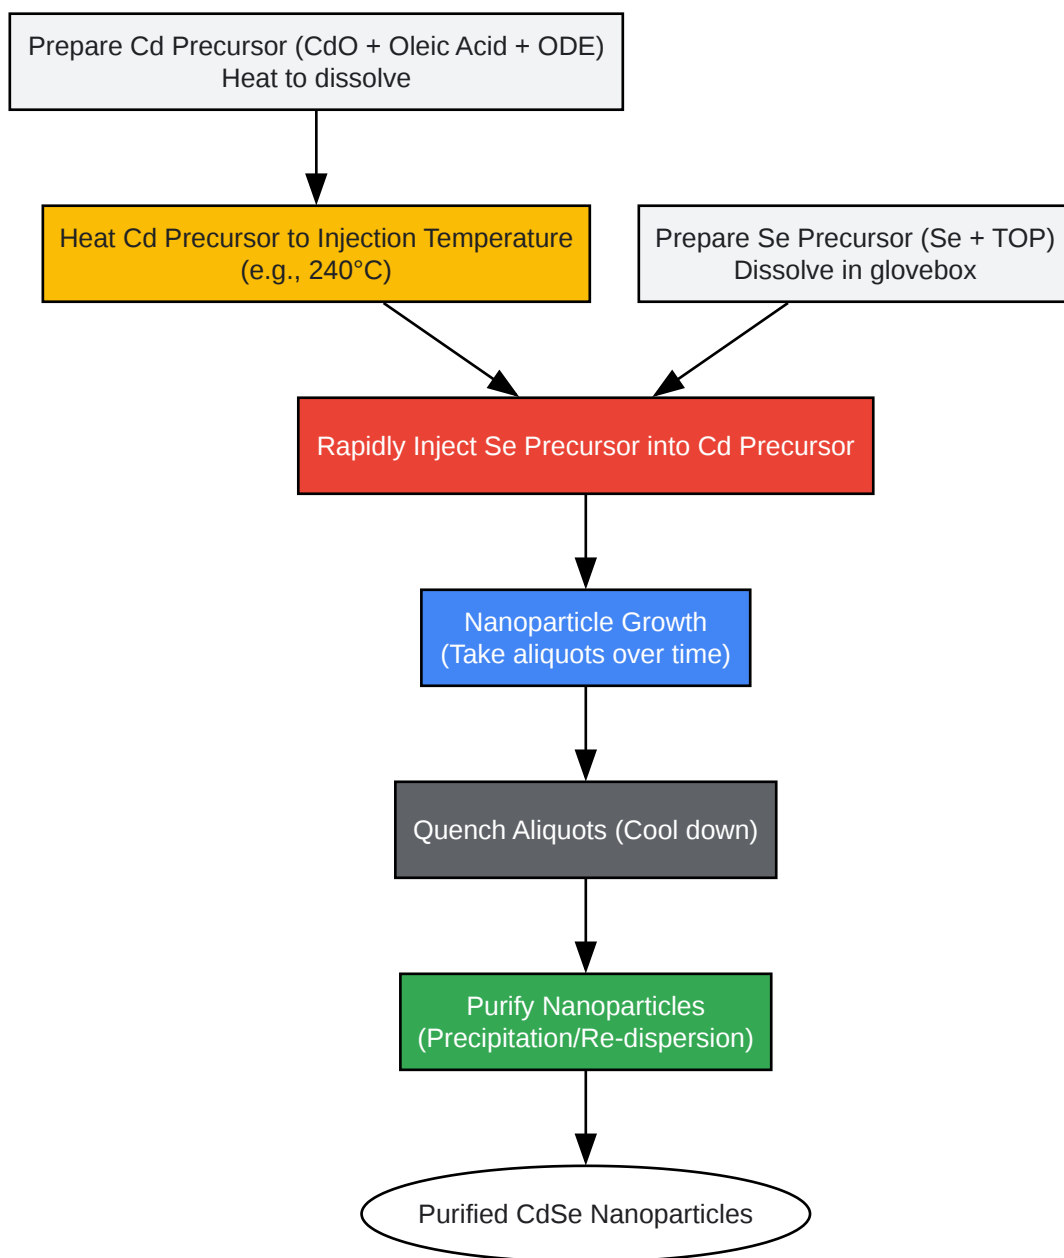 Prepare Cd Precursor (CdO + Oleic Acid + ODE)
Heat to dissolve
Heat Cd Precursor to Injection Temperature
(e.g., 240°C)
Prepare Se Precursor (Se + TOP)
Dissolve in glovebox
Rapidly Inject Se Precursor into Cd Precursor
Nanoparticle Growth
(Take aliquots over time)
Quench Aliquots (Cool down)
Purify Nanoparticles
(Precipitation/Re-dispersion)
Purified CdSe Nanoparticles